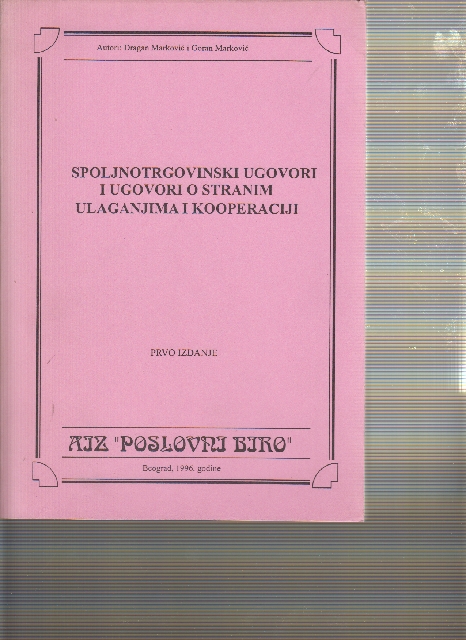 Autori: Dragan Marković i Goran Marković
SPOLJNOTRGOVINSKI UGOVORI
I UGOVORI O STRANIM
ULAGANJIMA I KOOPERACIJI
PRVO IZDANJE
AIZ "POSLOVNI BIRO"
Beograd, 1996. godine